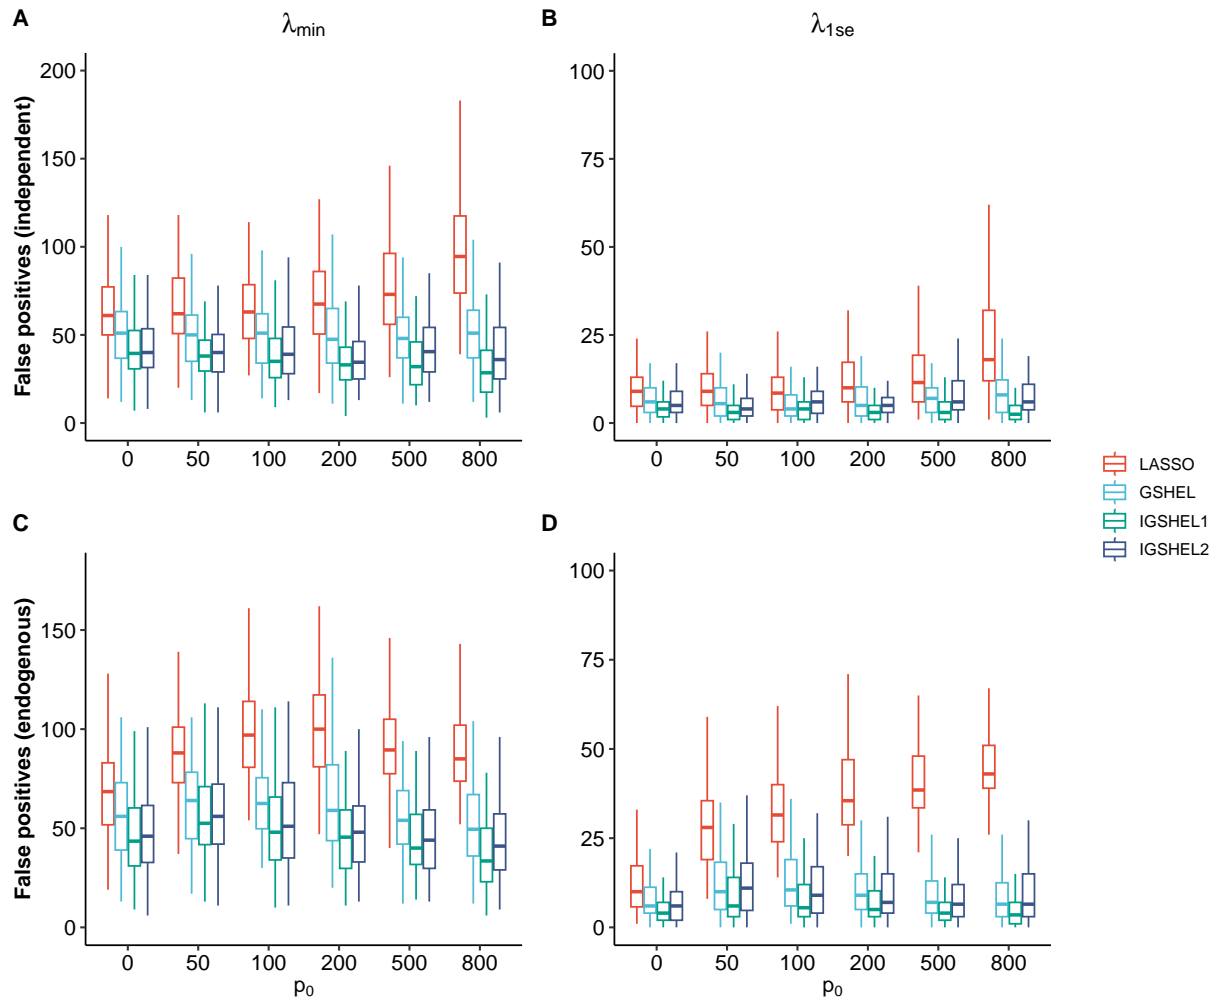 A
λmin
B
λ1se
False positives (independent)
200
150
100
50
0
0 50 100 200 500 800
100
75
50
25
0
0 50 100 200 500 800
LASSO
GSHEL
IGSHEL1
IGSHEL2
C
D
False positives (endogenous)
150
100
50
0
0 50 100 200 500 800
p0
100
75
50
25
0
0 50 100 200 500 800
p0